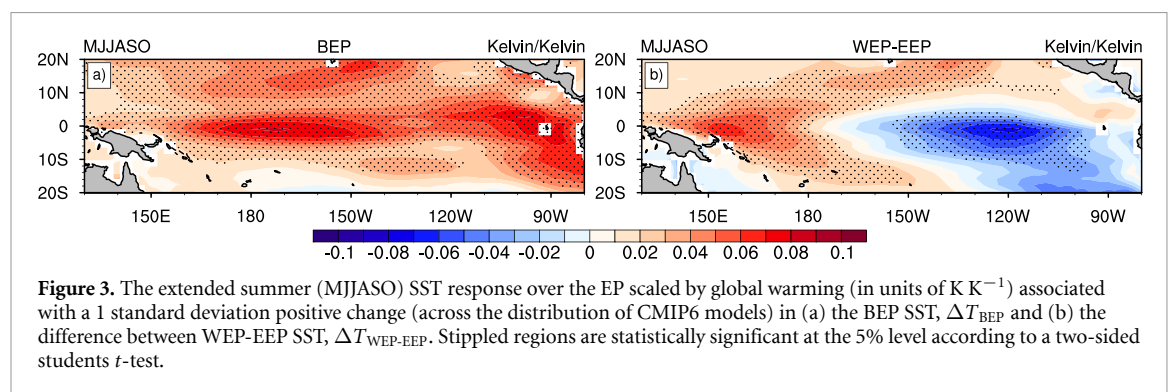 MJJASO BEP Kelvin/Kelvin MJJASO WEP-EEP Kelvin/Kelvin
20N 20N
a) b)
10N 10N
0 0
10S 10S
20S 20S
150E 180 150W 120W 90W 150E 180 150W 120W 90W
-0.1 -0.08 -0.06 -0.04 -0.02 0 0.02 0.04 0.06 0.08 0.1
Figure 3. The extended summer (MJJASO) SST response over the EP scaled by global warming (in units of K K⁻¹) associated
with a 1 standard deviation positive change (across the distribution of CMIP6 models) in (a) the BEP SST, ΔT_BEP and (b) the
difference between WEP-EEP SST, ΔT_WEP-EEP. Stippled regions are statistically significant at the 5% level according to a two-sided
students t-test.